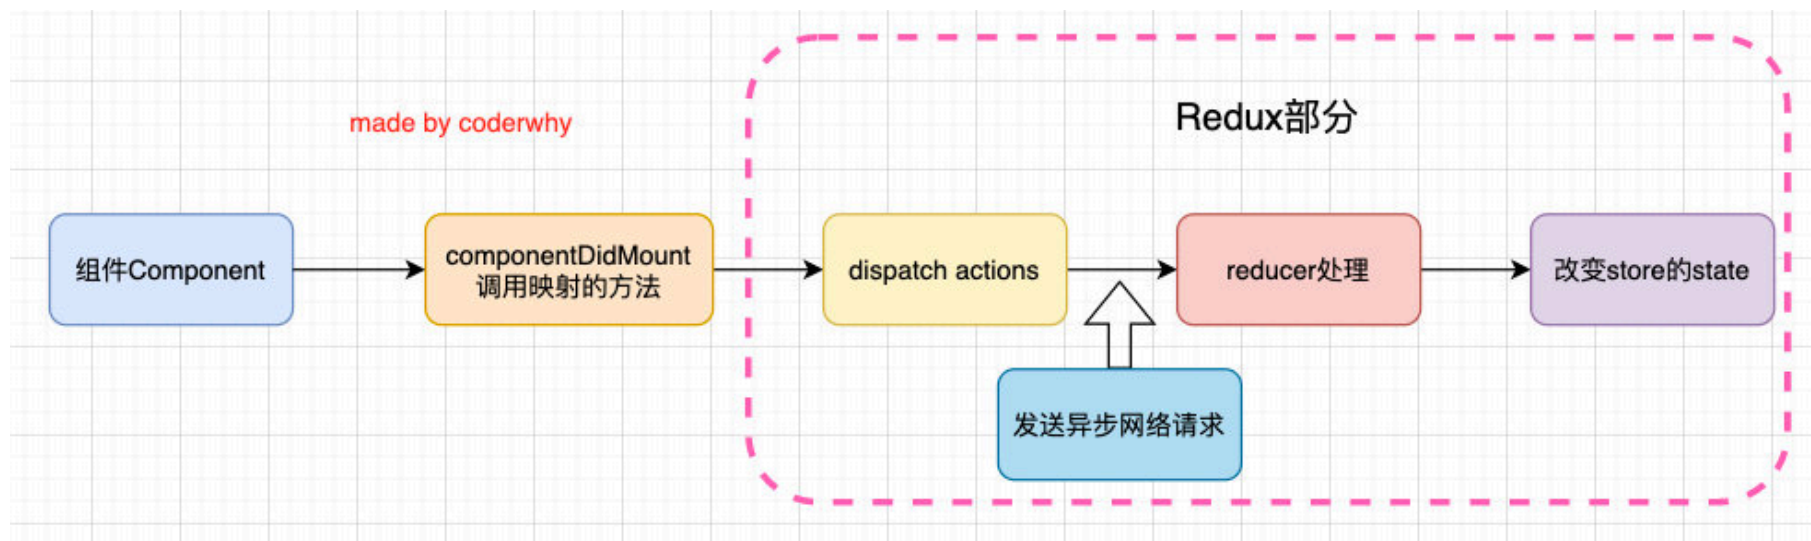 made by coderwhy
Redux部分
组件Component
componentDidMount
调用映射的方法
dispatch actions
reducer处理
改变store的state
发送异步网络请求